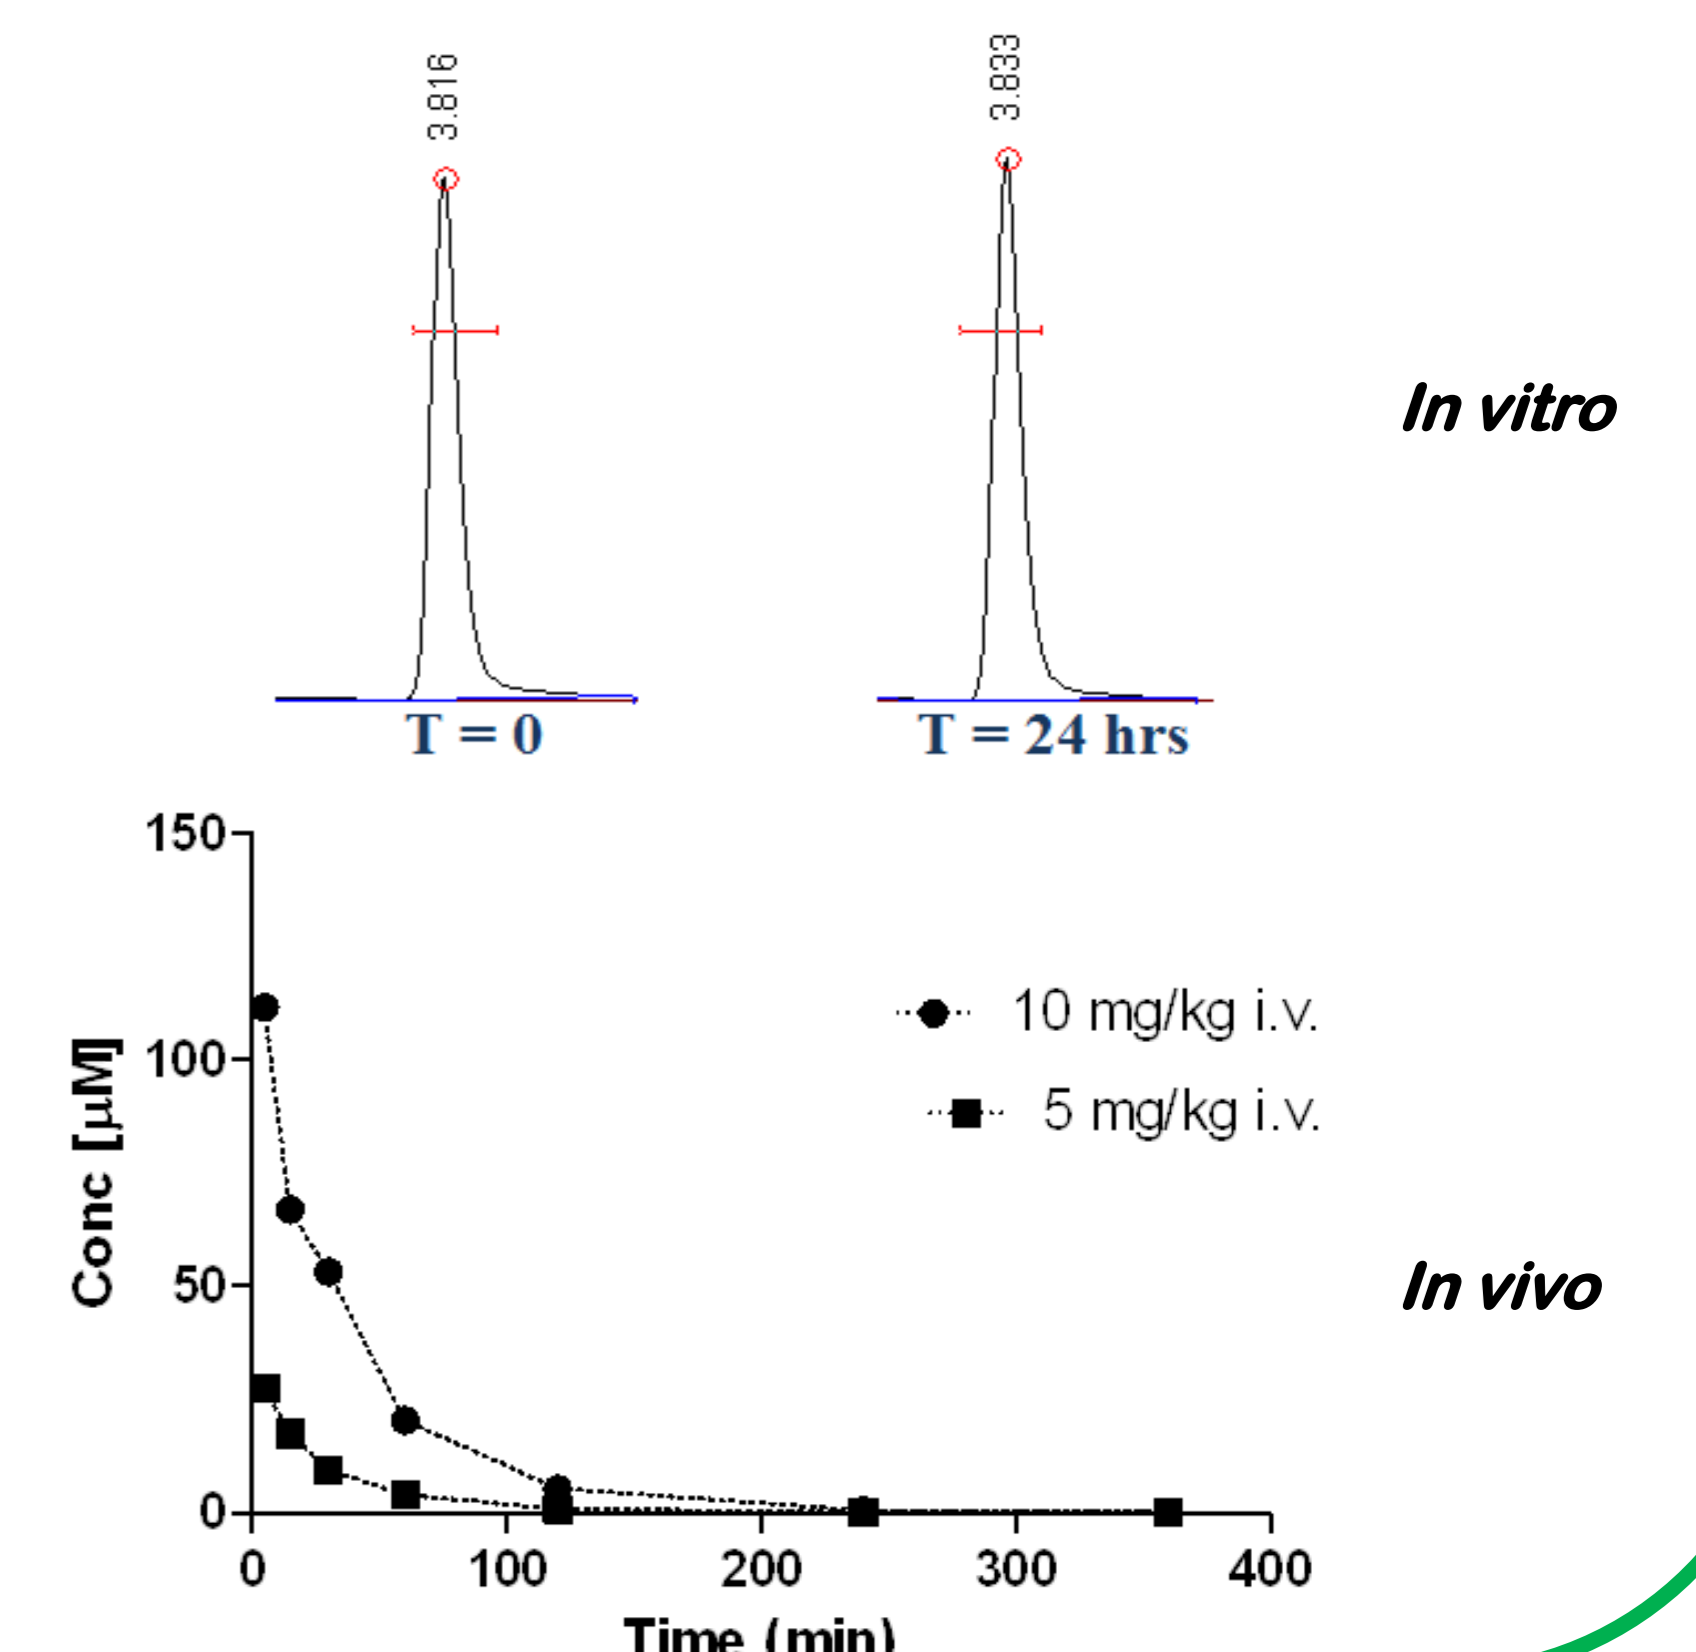 3.816
3.833
In vitro
T = 0
T = 24 hrs
150
100
50
0
Conc [µM]
10 mg/kg i.v.
5 mg/kg i.v.
In vivo
0 100 200 300 400
Time (min)